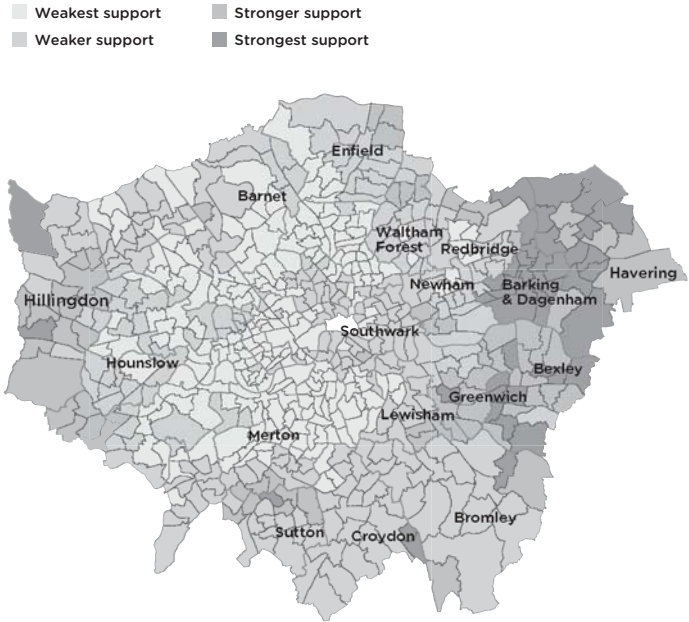 Weakest support
Stronger support
Weaker support
Strongest support
Enfield
Barnet
Waltham
Forest
Redbridge
Havering
Newham
Barking
& Dagenham
Hillingdon
Southwark
Hounslow
Bexley
Greenwich
Lewisham
Merton
Bromley
Sutton
Croydon